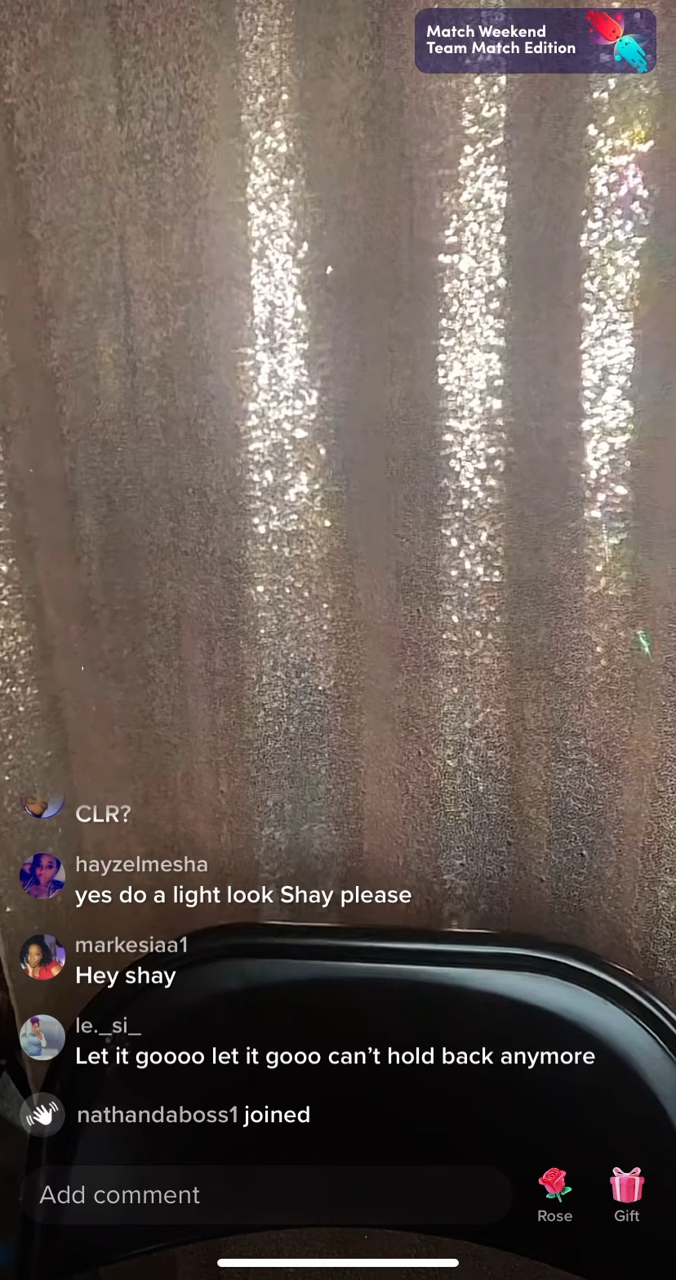 Match Weekend
Team Match Edition
CLR?
hayzelmesha
yes do a light look Shay please
markesiaa1
Hey shay
le._si_
Let it goooo let it gooo can’t hold back anymore
nathandaboss1 joined
Add comment
Rose
Gift